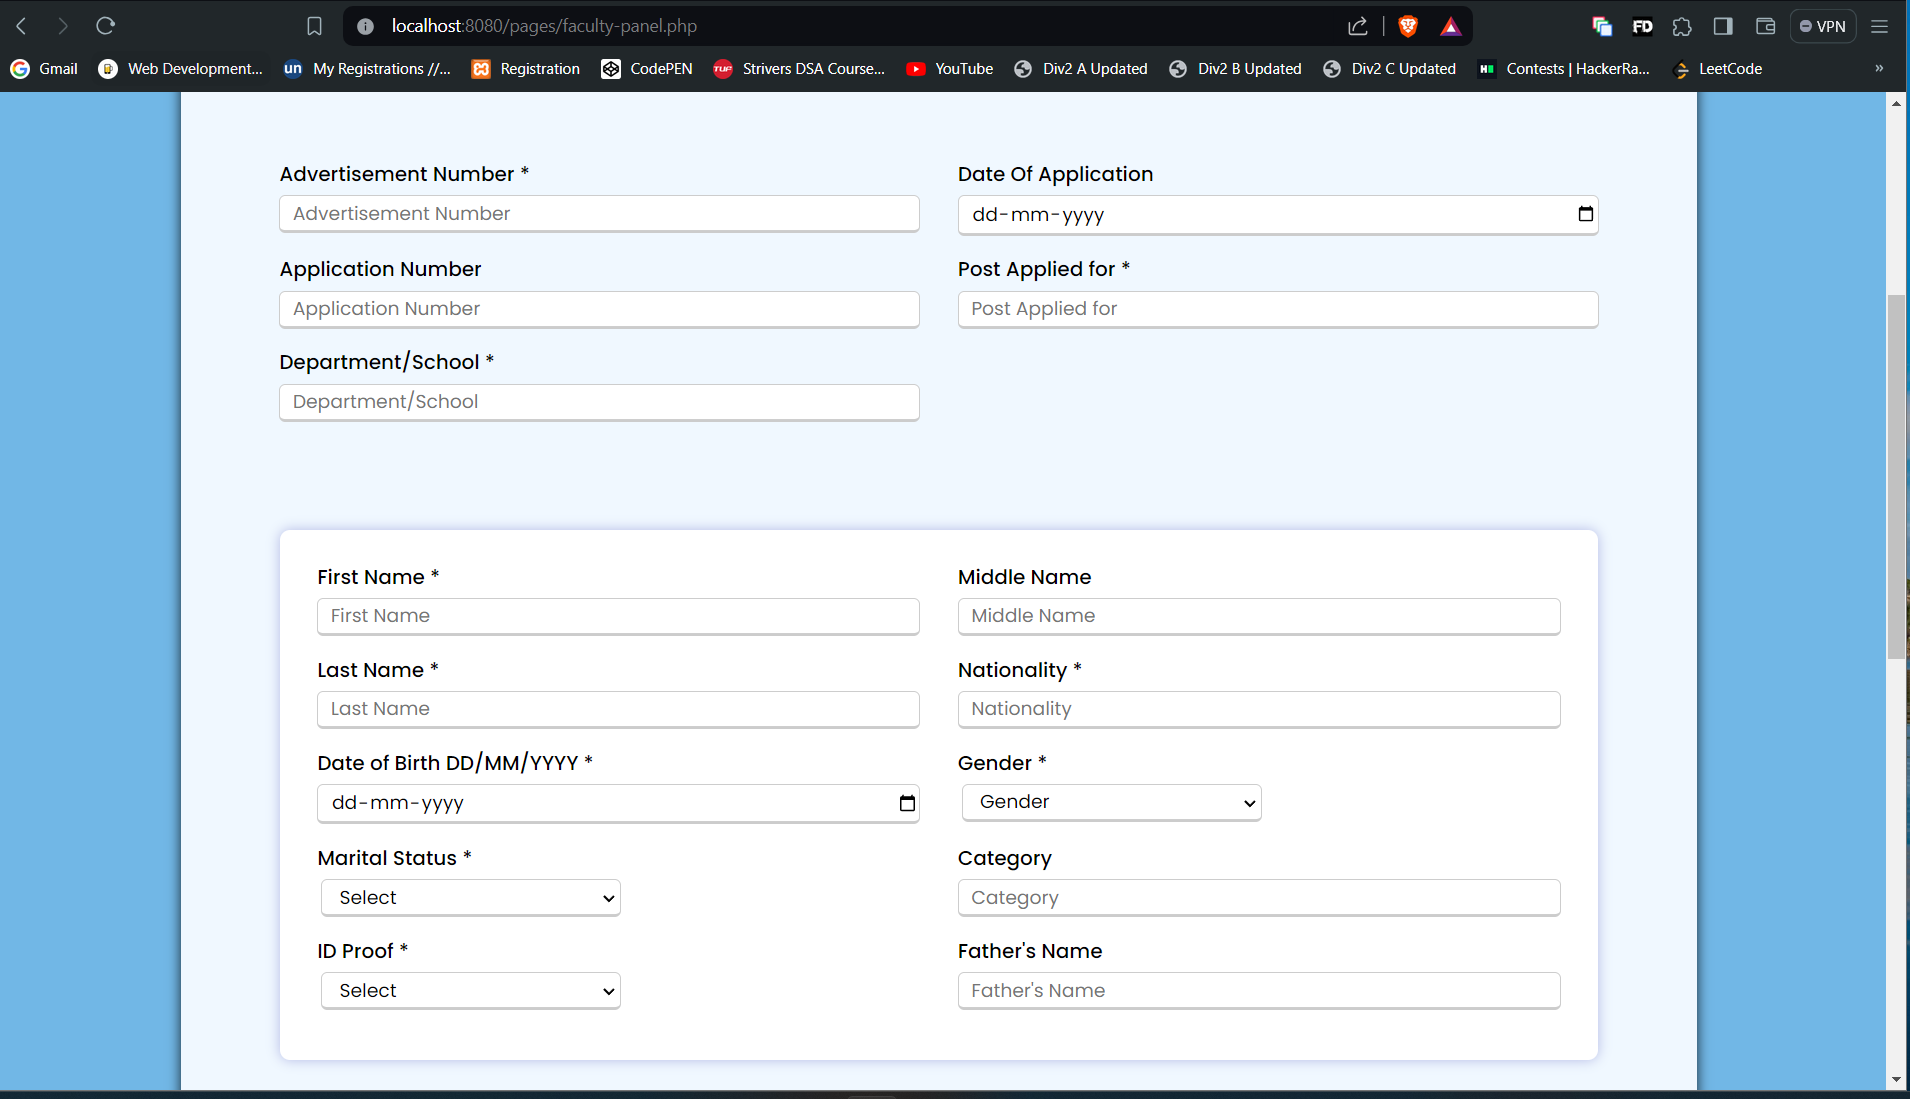 localhost:8080/pages/faculty-panel.php
VPN
Gmail
Web Development...
un My Registrations //...
Registration
CodePEN
TUF Strivers DSA Course...
YouTube
Div2 A Updated
Div2 B Updated
Div2 C Updated
Contests | HackerRa...
LeetCode
»
FD
Advertisement Number *
Advertisement Number
Date Of Application
dd-mm-yyyy
Application Number
Application Number
Post Applied for *
Post Applied for
Department/School *
Department/School
First Name *
First Name
Middle Name
Middle Name
Last Name *
Last Name
Nationality *
Nationality
Date of Birth DD/MM/YYYY *
dd-mm-yyyy
Gender *
Gender
Marital Status *
Select
Category
Category
ID Proof *
Select
Father's Name
Father's Name